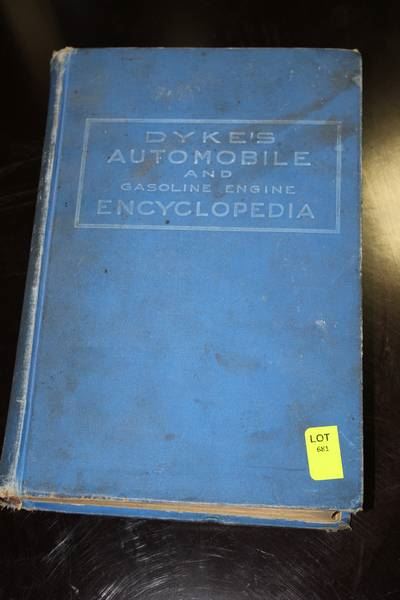 DYKE'S
AUTOMOBILE
AND
GASOLINE ENGINE
ENCYCLOPEDIA
LOT
681